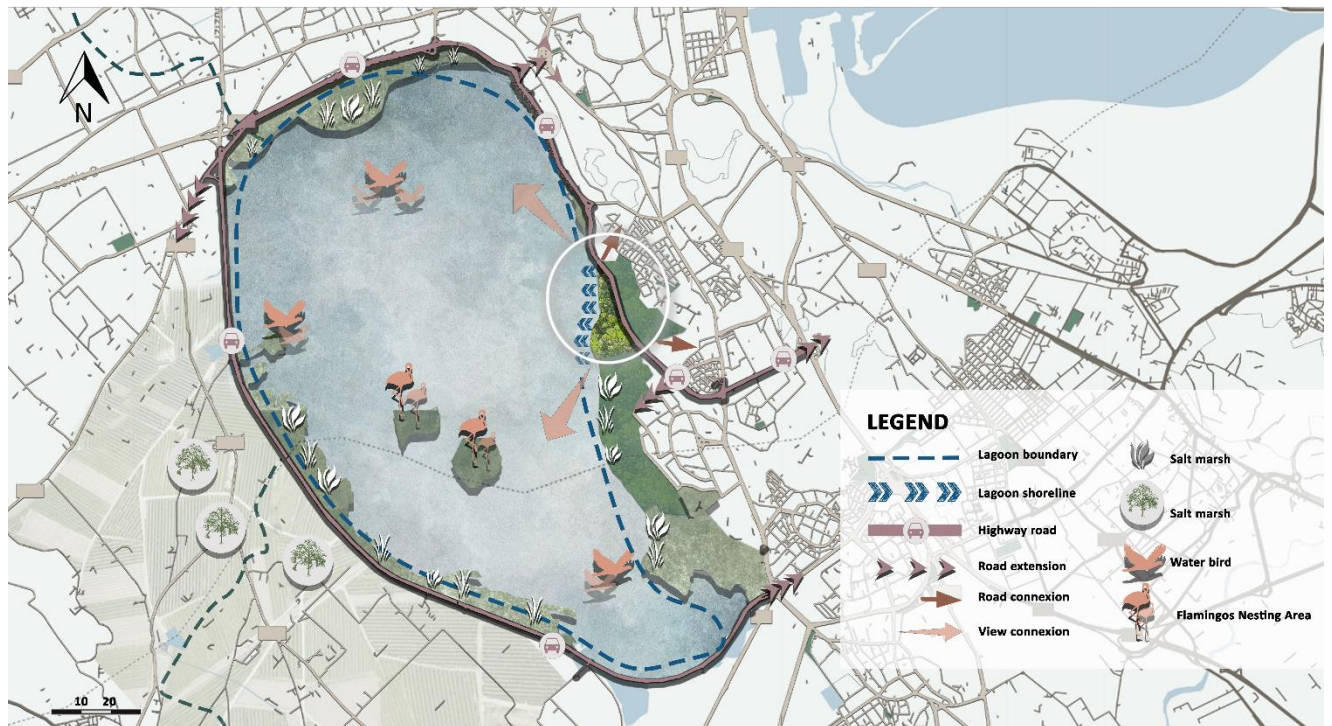 N
LEGEND
Lagoon boundary
Lagoon shoreline
Highway road
Road extension
Road connexion
View connexion
Salt marsh
Salt marsh
Water bird
Flamingos Nesting Area
10 20